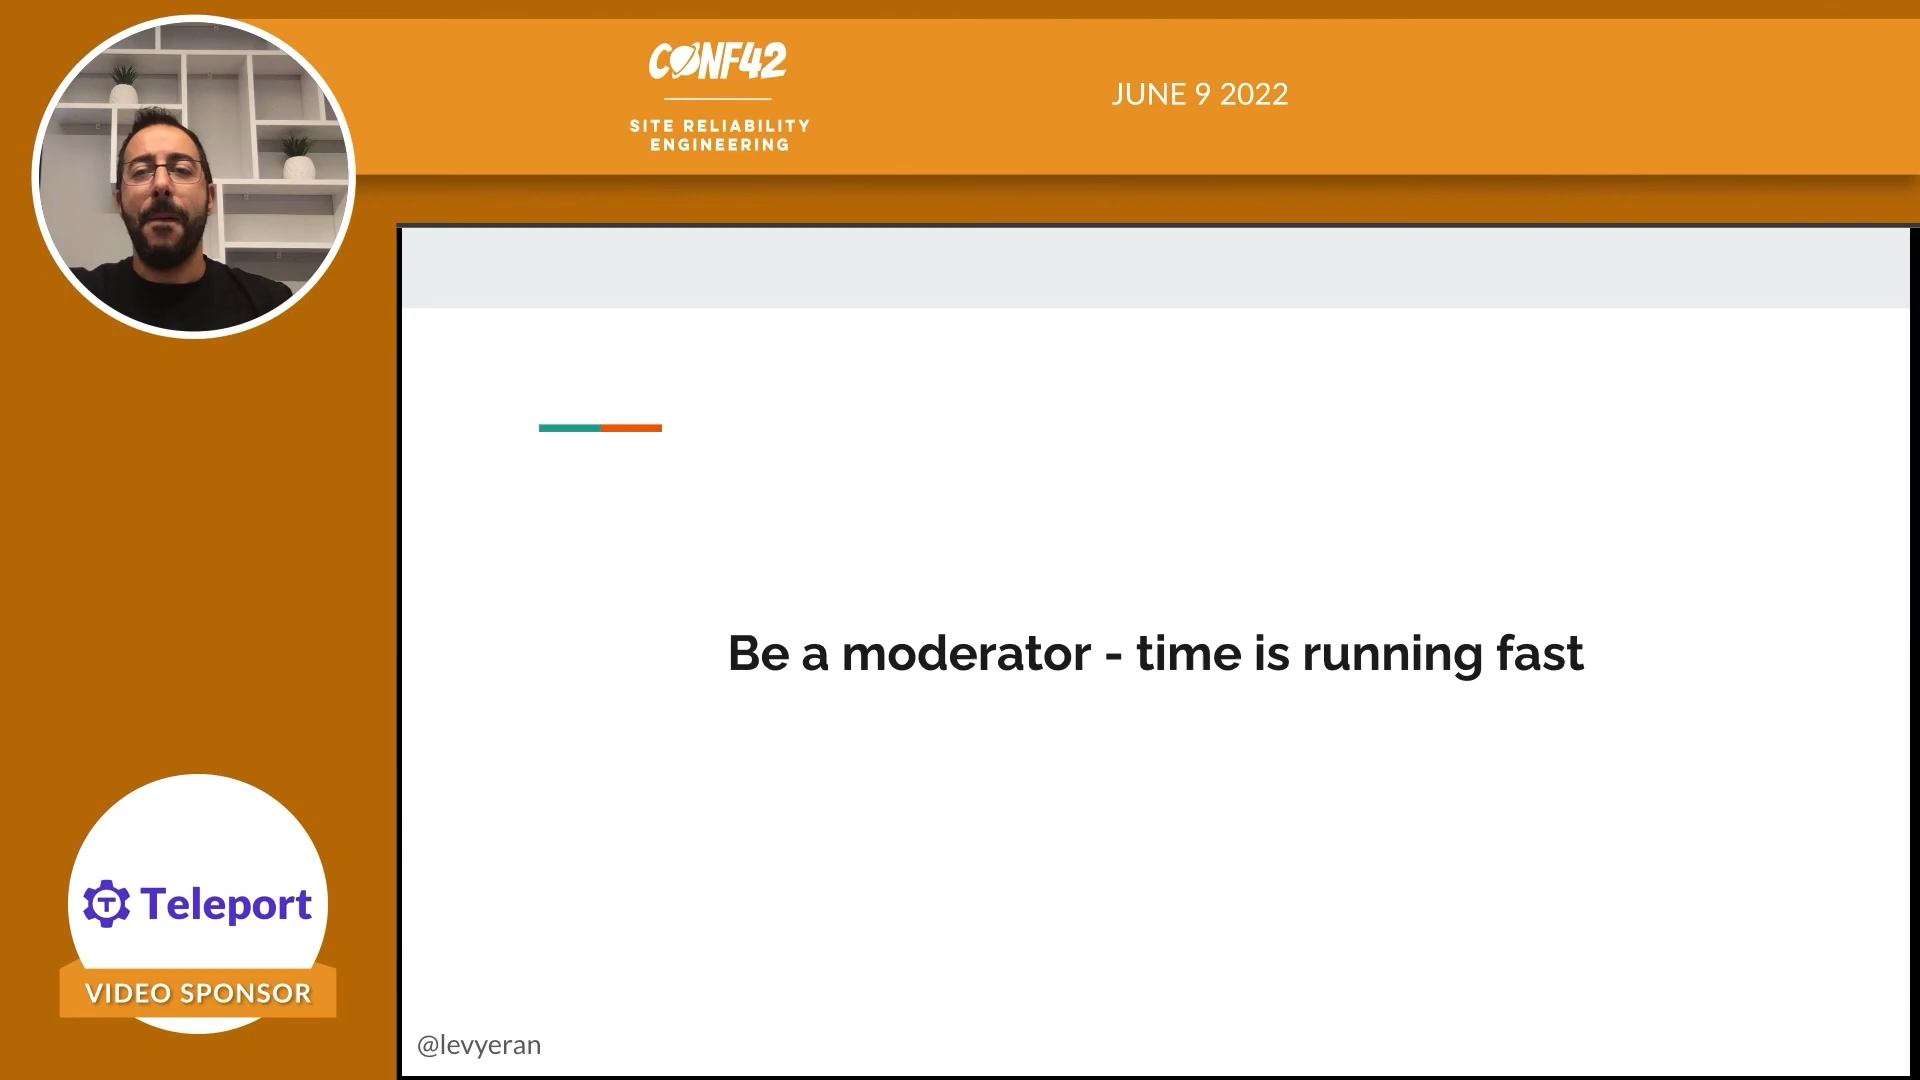 CONF42
SITE RELIABILITY
ENGINEERING
JUNE 9 2022
Be a moderator - time is running fast
Teleport
VIDEO SPONSOR
@levyeran